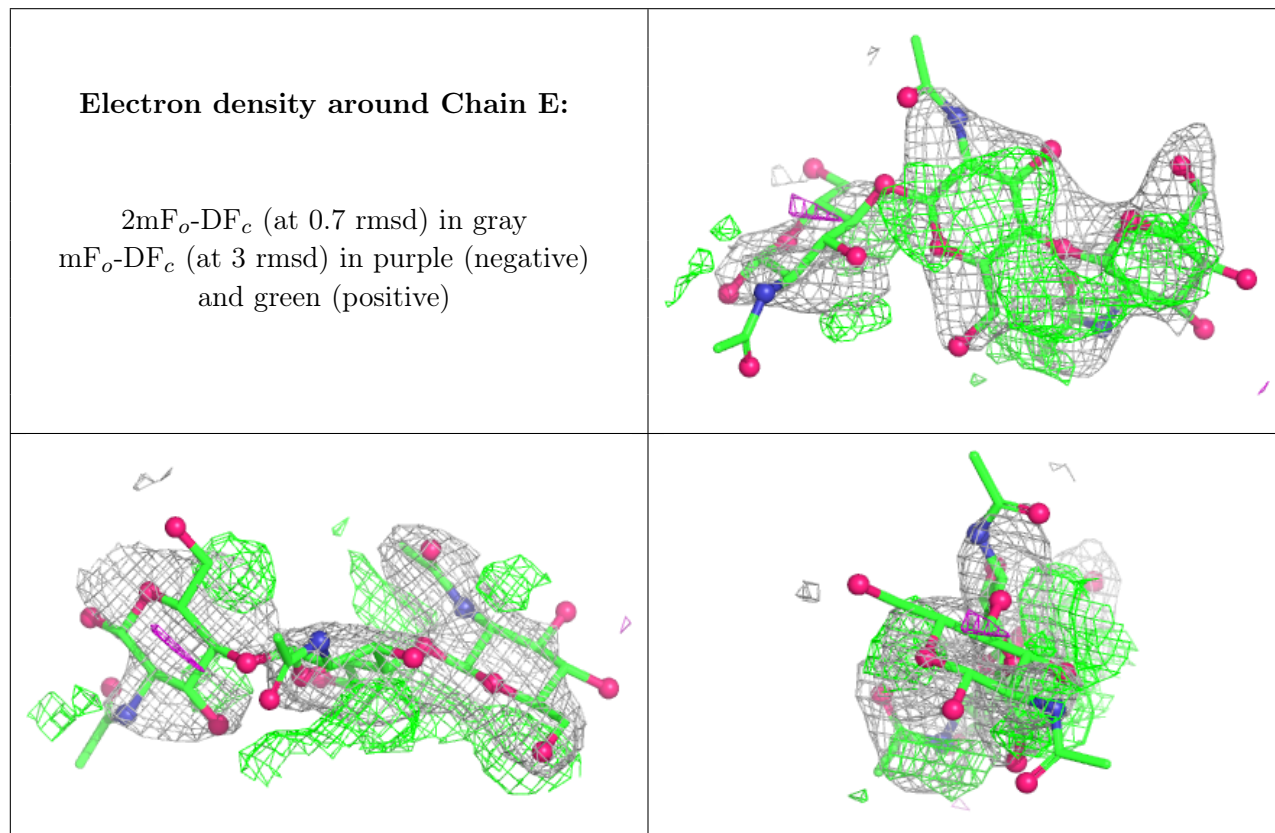 Electron density around Chain E:
2mFₒ-DF𝒸 (at 0.7 rmsd) in gray
mFₒ-DF𝒸 (at 3 rmsd) in purple (negative)
and green (positive)